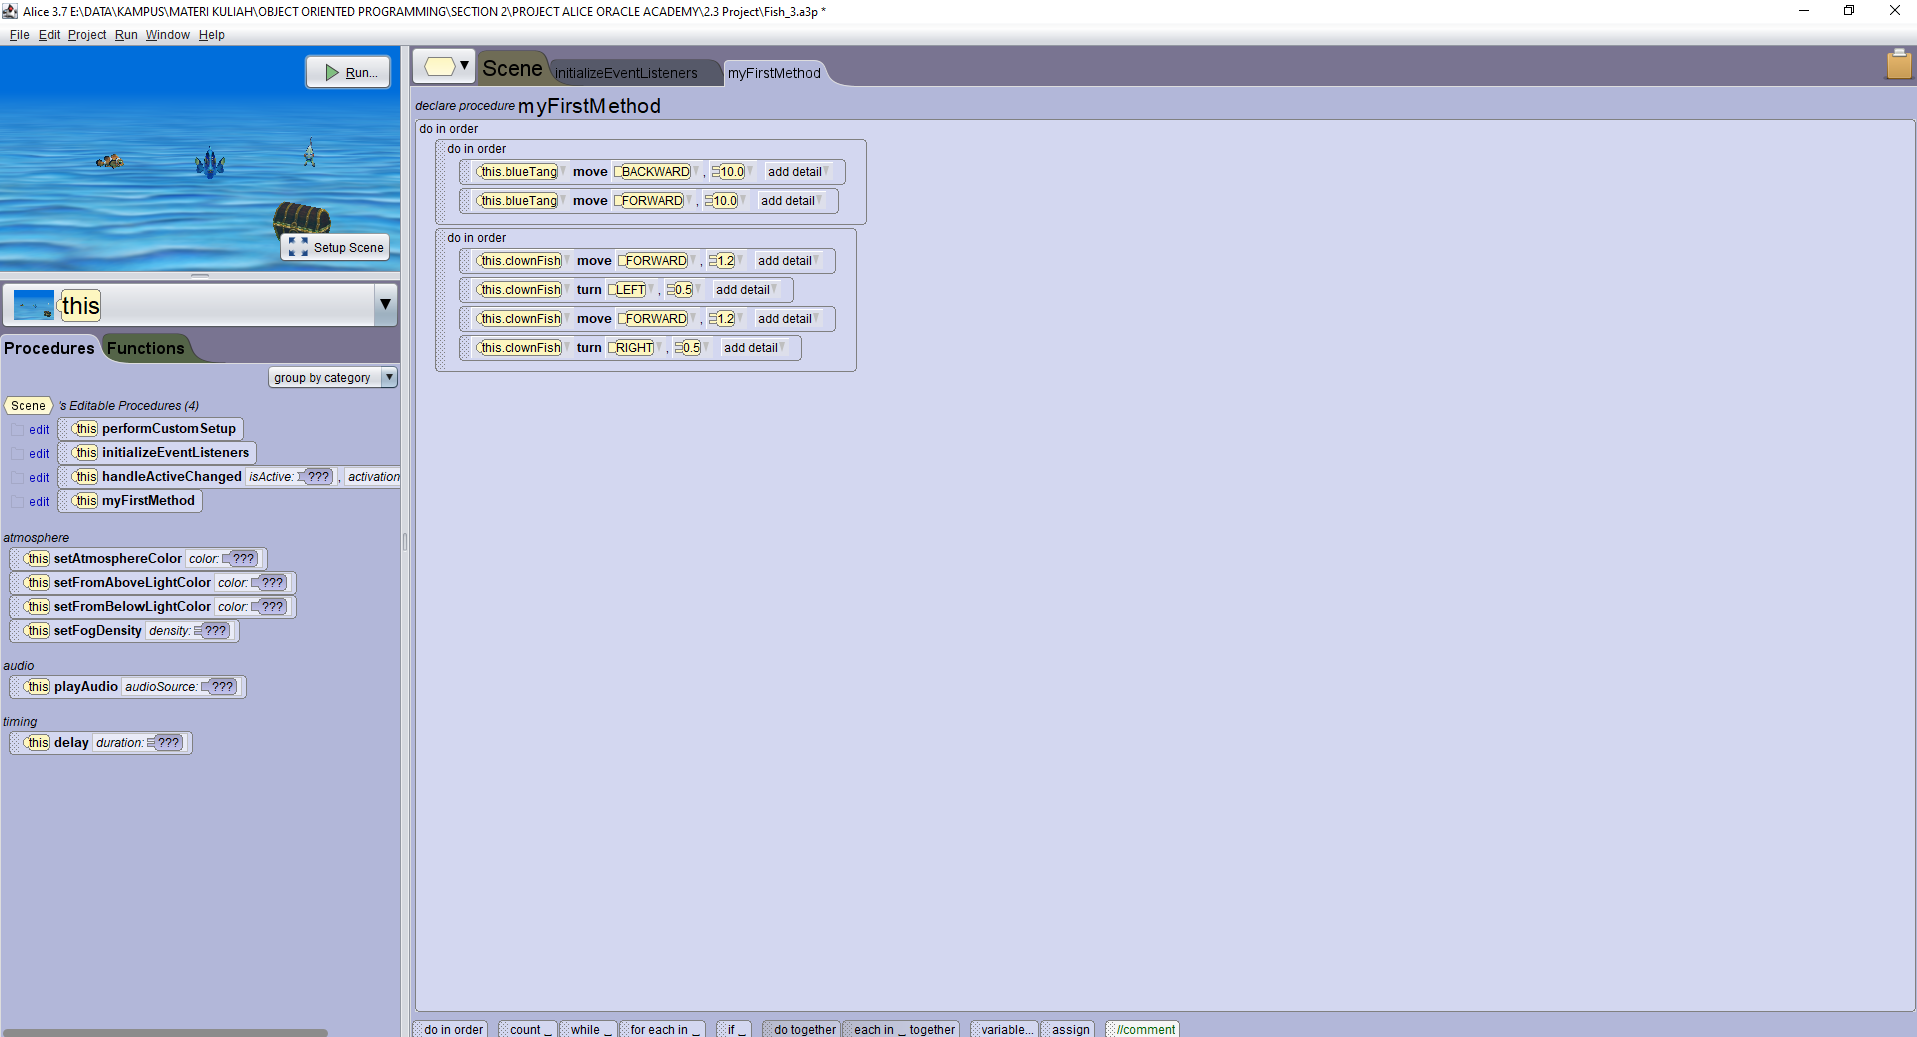 Alice 3.7 E:\DATA\KAMPUS\MATERI KULIAH\OBJECT ORIENTED PROGRAMMING\SECTION 2\PROJECT ALICE ORACLE ACADEMY\2.3 Project\Fish_3.a3p *
File Edit Project Run Window Help
Run...
Setup Scene
this
Procedures Functions
group by category
Scene 's Editable Procedures (4)
edit this performCustomSetup
edit this initializeEventListeners
edit this handleActiveChanged isActive: ??? , activation
edit this myFirstMethod
atmosphere
this setAtmosphereColor color: ???
this setFromAboveLightColor color: ???
this setFromBelowLightColor color: ???
this setFogDensity density: ???
audio
this playAudio audioSource: ???
timing
this delay duration: ???
Scene initializeEventListeners myFirstMethod
declare procedure myFirstMethod
do in order
do in order
this.blueTang move BACKWARD , 10.0 add detail
this.blueTang move FORWARD , 10.0 add detail
do in order
this.clownFish move FORWARD , 1.2 add detail
this.clownFish turn LEFT , 0.5 add detail
this.clownFish move FORWARD , 1.2 add detail
this.clownFish turn RIGHT , 0.5 add detail
do in order count _ while _ for each in _ if _ do together each in _ together variable... assign //comment